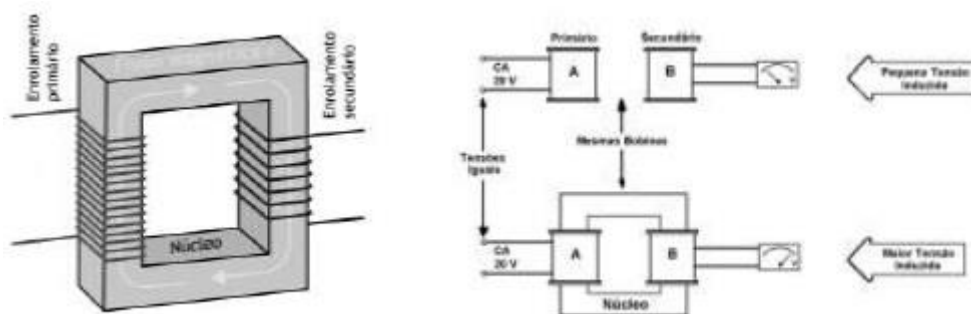 Enrolamento
primário
Enrolamento
secundário
Núcleo
Primário
Secundário
CA
20 V
A
B
V
Pequena Tensão
Induzida
Tensões
Iguais
Mesmas Bobinas
CA
20 V
A
B
V
Maior Tensão
Induzida
Núcleo